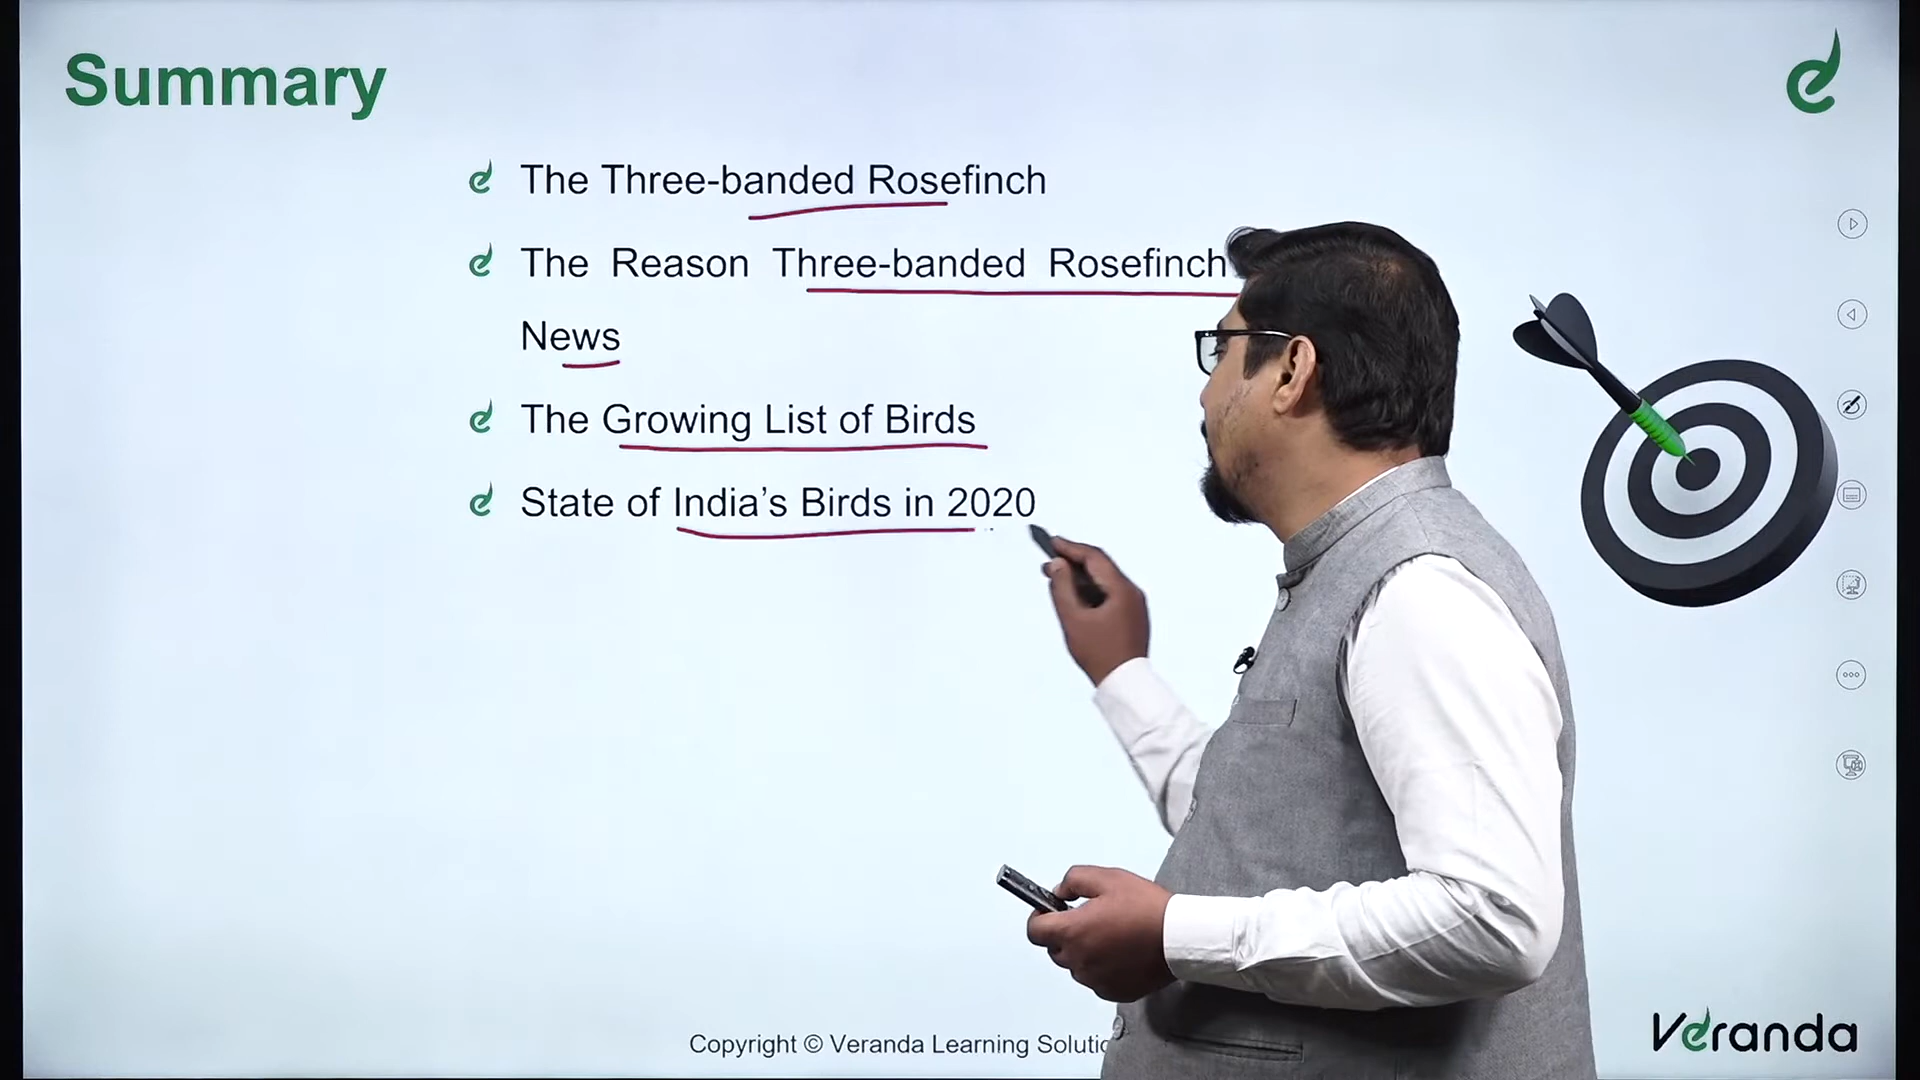 Summary
The Three-banded Rosefinch
The Reason Three-banded Rosefinch
News
The Growing List of Birds
State of India’s Birds in 2020
Copyright © Veranda Learning
Veranda